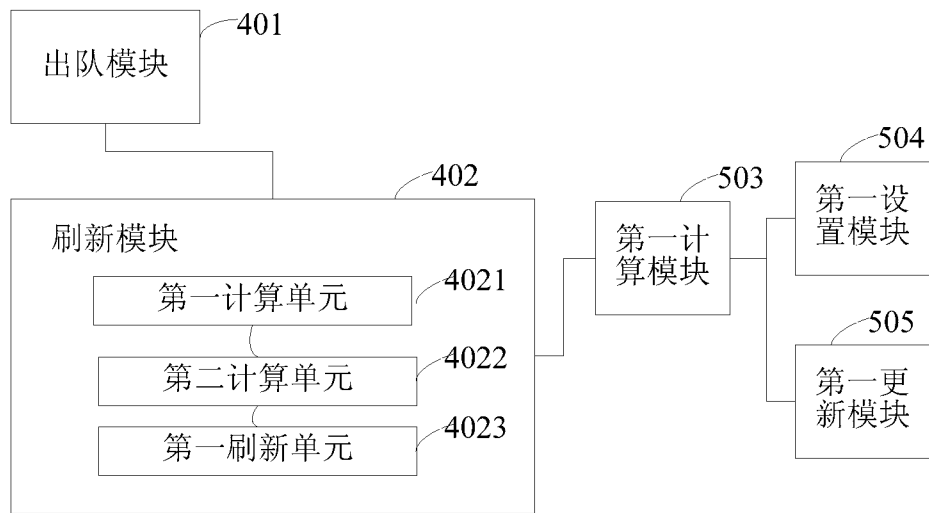 401
出队模块
402
刷新模块
第一计算单元
4021
第二计算单元
4022
第一刷新单元
4023
503
第一计
算模块
504
第一设
置模块
505
第一更
新模块